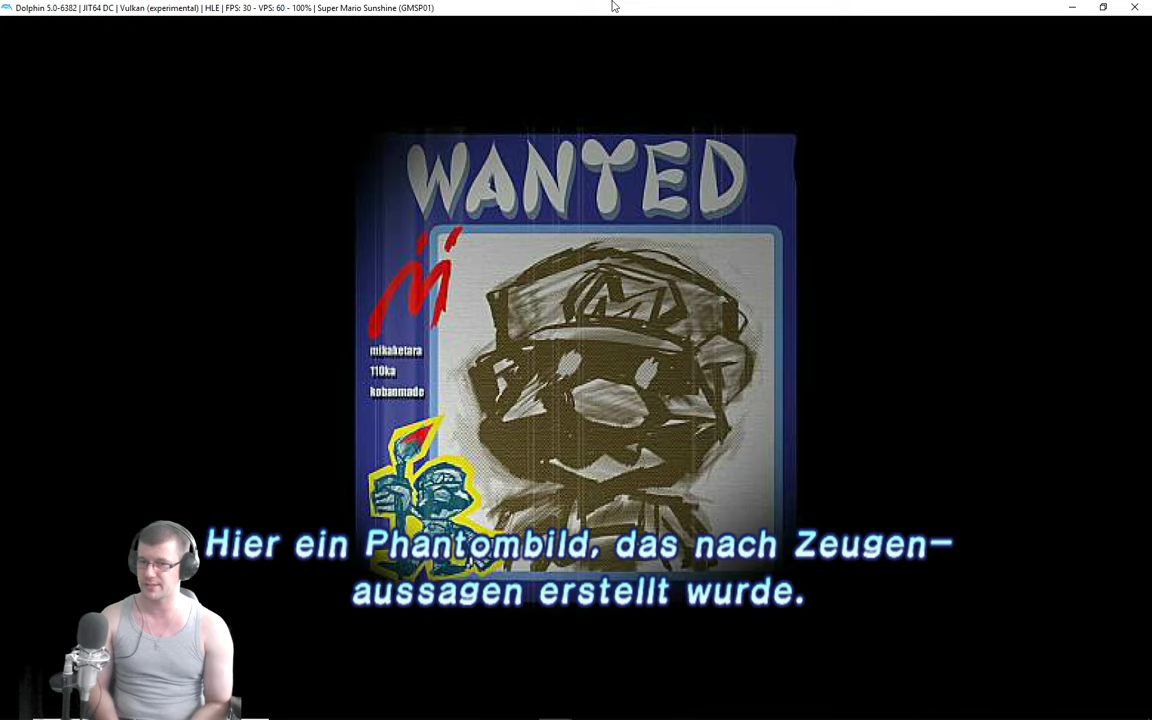 Dolphin 5.0-6382 | JIT64 DC | Vulkan (experimental) | HLE | FPS: 30 - VPS: 60 - 100% | Super Mario Sunshine (GMSP01)
WANTED
M
M
mikaketara
110ka
kobanmade
Hier ein Phantombild, das nach Zeugen-
aussagen erstellt wurde.